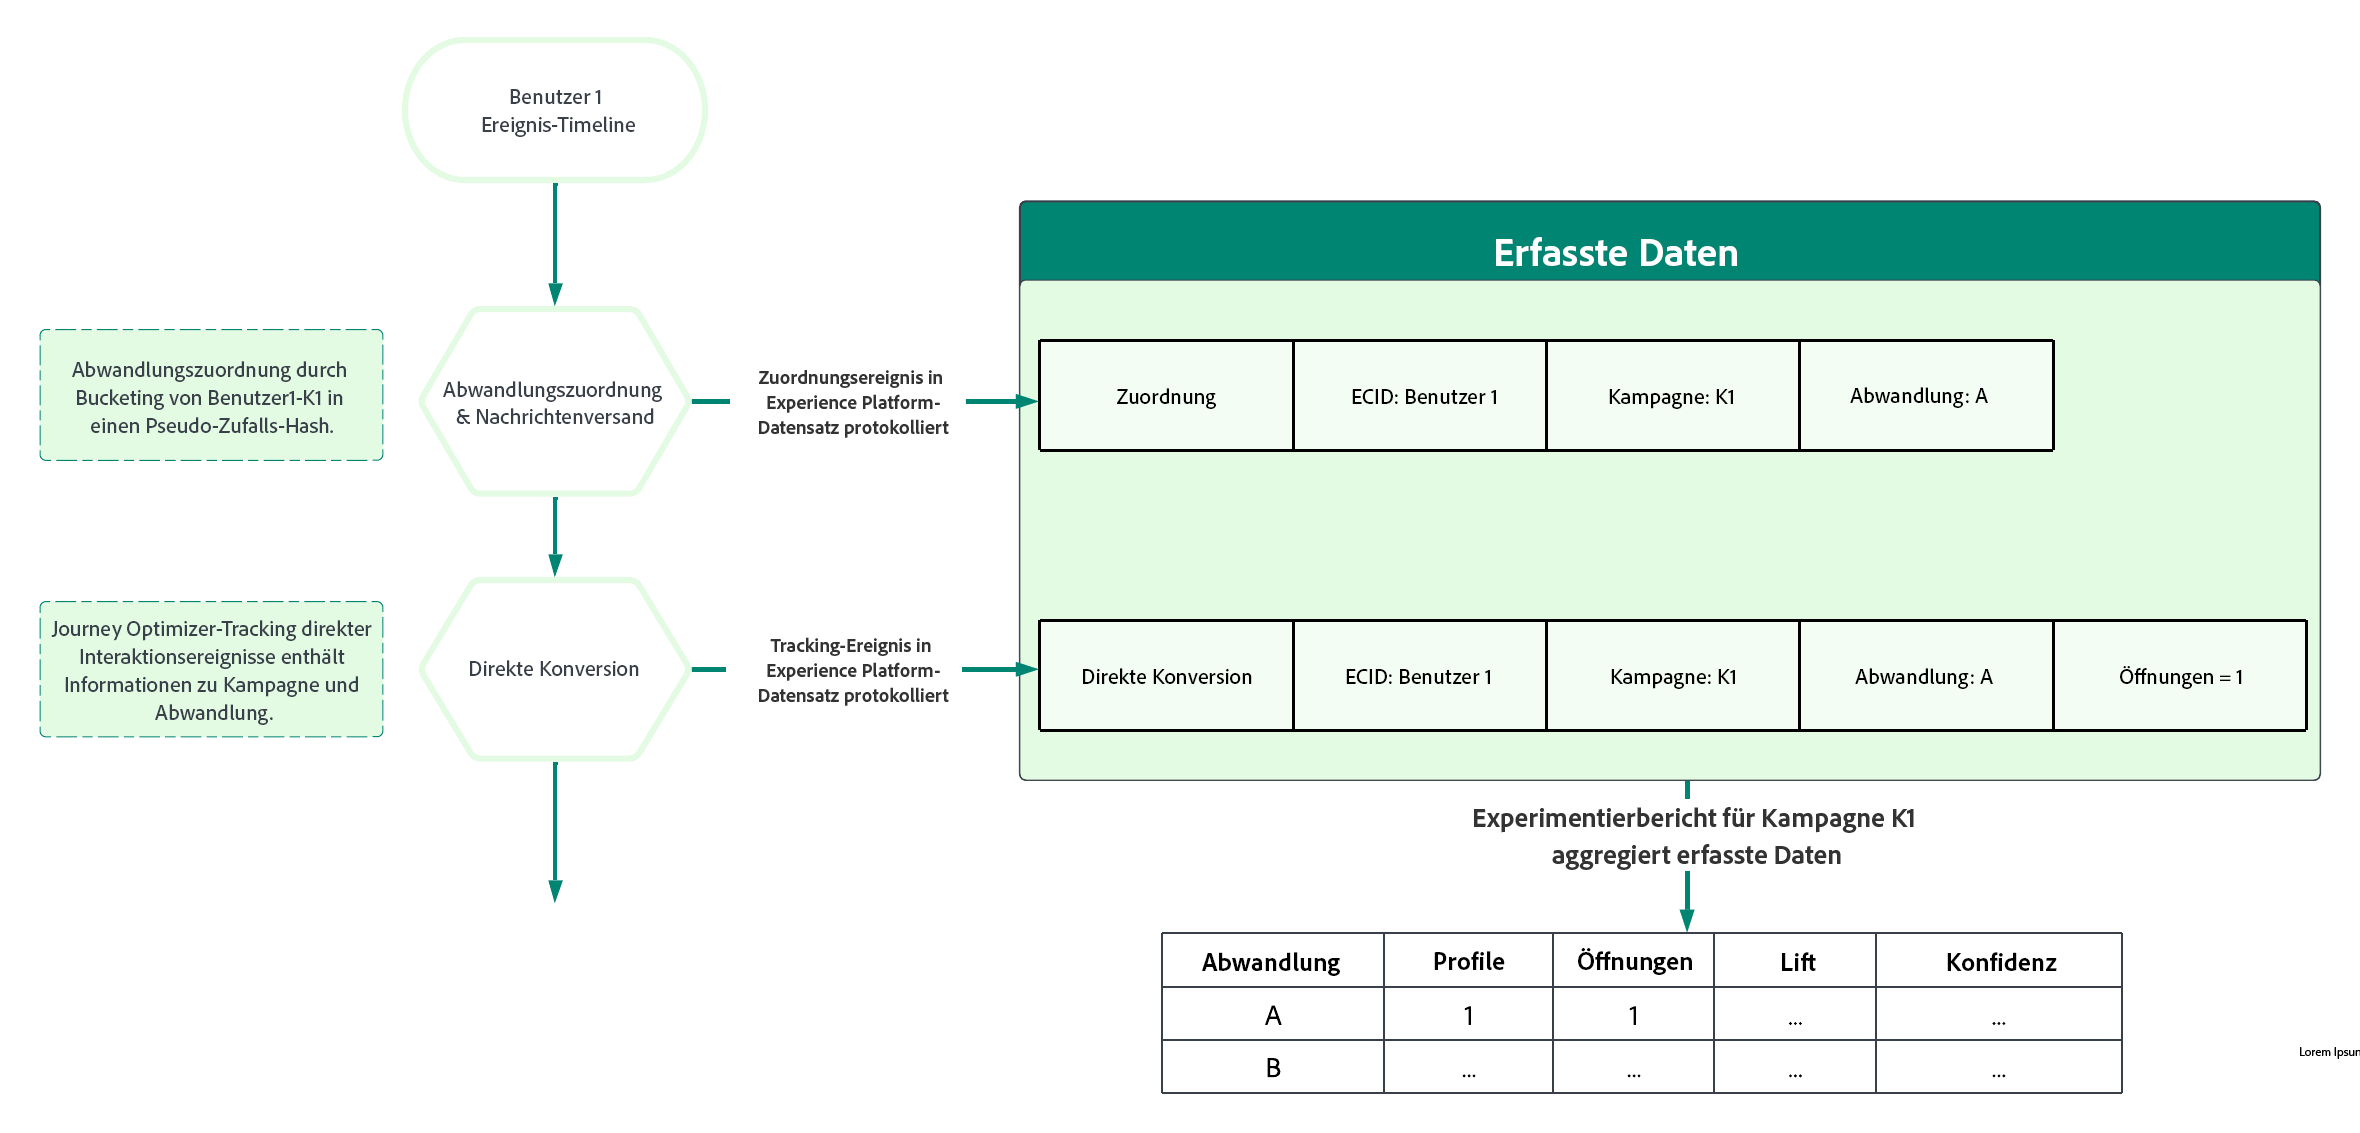 Benutzer 1
Ereignis-Timeline
Erfasste Daten
Abwandlungszuordnung durch
Bucketing von Benutzer1-K1 in
einen Pseudo-Zufalls-Hash.
Abwandlungszuordnung
& Nachrichtenversand
Zuordnungsereignis in
Experience Platform-
Datensatz protokolliert
Zuordnung
ECID: Benutzer 1
Kampagne: K1
Abwandlung: A
Journey Optimizer-Tracking direkter
Interaktionsereignisse enthält
Informationen zu Kampagne und
Abwandlung.
Direkte Konversion
Tracking-Ereignis in
Experience Platform-
Datensatz protokolliert
Direkte Konversion
ECID: Benutzer 1
Kampagne: K1
Abwandlung: A
Öffnungen = 1
Experimentierbericht für Kampagne K1
aggregiert erfasste Daten
Abwandlung
Profile
Öffnungen
Lift
Konfidenz
A
1
1
...
...
B
...
...
...
...
Lorem